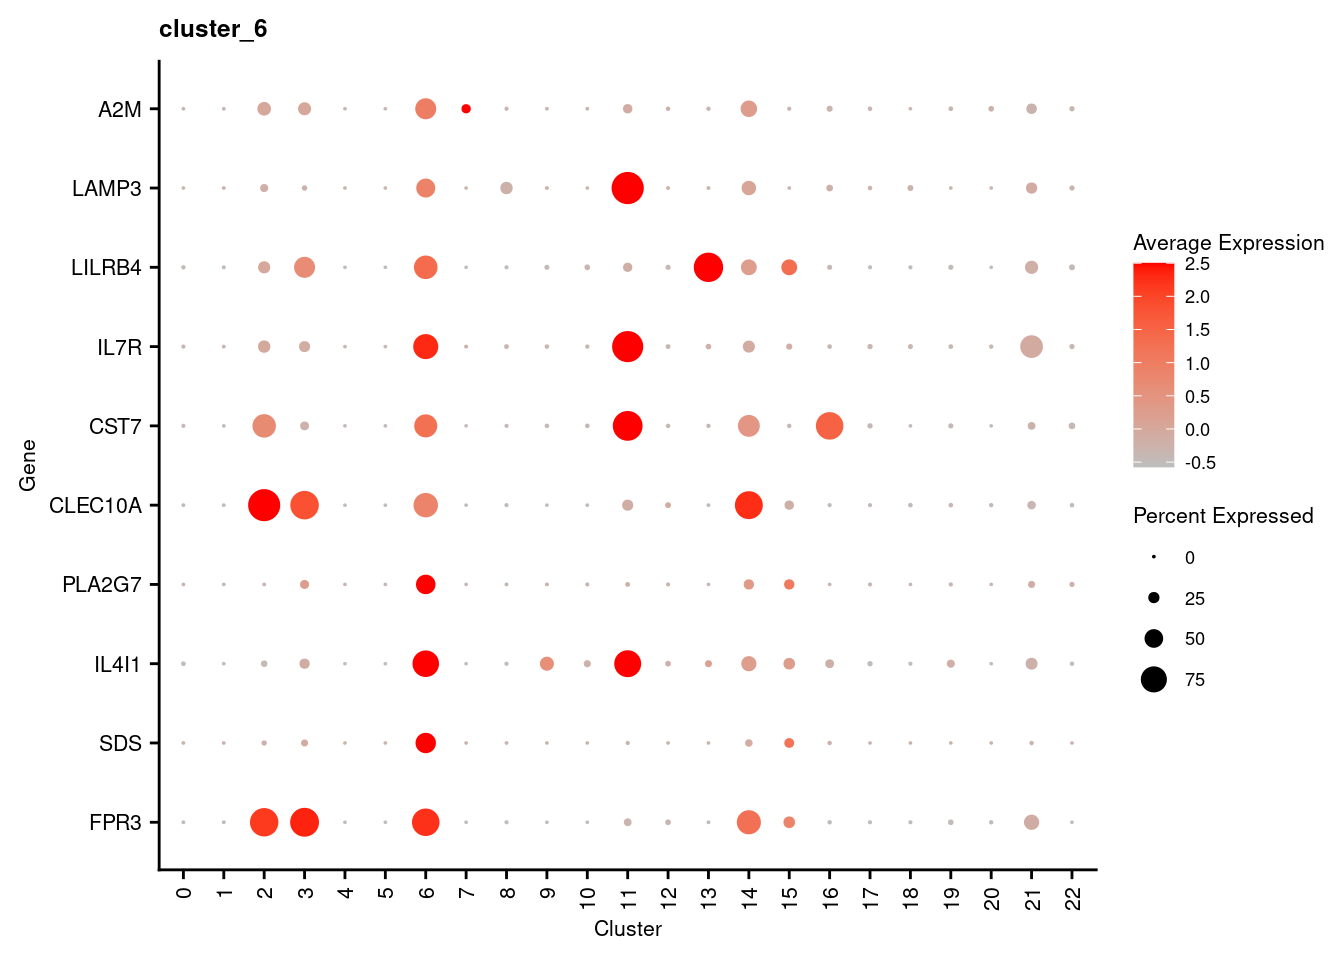 cluster_6
A2M
LAMP3
LILRB4
IL7R
CST7
CLEC10A
PLA2G7
IL4I1
SDS
FPR3
Gene
0 1 2 3 4 5 6 7 8 9 10 11 12 13 14 15 16 17 18 19 20 21 22
Cluster
Average Expression
2.5
2.0
1.5
1.0
0.5
0.0
-0.5
Percent Expressed
0
25
50
75